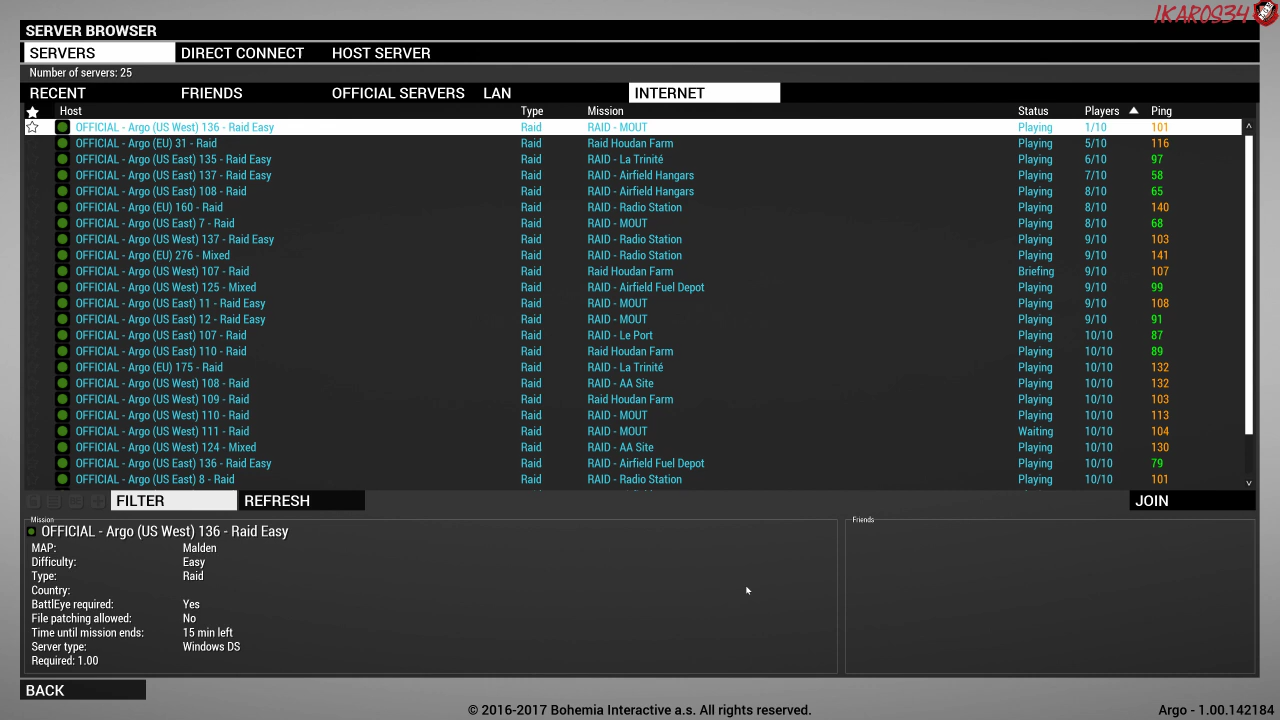 IKAROS34
SERVER BROWSER
SERVERS DIRECT CONNECT HOST SERVER
Number of servers: 25
RECENT FRIENDS OFFICIAL SERVERS LAN INTERNET
Host Type Mission Status Players Ping
OFFICIAL - Argo (US West) 136 - Raid Easy Raid RAID - MOUT Playing 1/10 101
OFFICIAL - Argo (EU) 31 - Raid Raid Raid Houdan Farm Playing 5/10 116
OFFICIAL - Argo (US East) 135 - Raid Easy Raid RAID - La Trinité Playing 6/10 97
OFFICIAL - Argo (US East) 137 - Raid Easy Raid RAID - Airfield Hangars Playing 7/10 58
OFFICIAL - Argo (US East) 108 - Raid Raid RAID - Airfield Hangars Playing 8/10 65
OFFICIAL - Argo (EU) 160 - Raid Raid RAID - Radio Station Playing 8/10 140
OFFICIAL - Argo (US East) 7 - Raid Raid RAID - MOUT Playing 8/10 68
OFFICIAL - Argo (US West) 137 - Raid Easy Raid RAID - Radio Station Playing 9/10 103
OFFICIAL - Argo (EU) 276 - Mixed Raid RAID - Radio Station Playing 9/10 141
OFFICIAL - Argo (US West) 107 - Raid Raid Raid Houdan Farm Briefing 9/10 107
OFFICIAL - Argo (US West) 125 - Mixed Raid RAID - Airfield Fuel Depot Playing 9/10 99
OFFICIAL - Argo (US East) 11 - Raid Easy Raid RAID - MOUT Playing 9/10 108
OFFICIAL - Argo (US East) 12 - Raid Easy Raid RAID - MOUT Playing 9/10 91
OFFICIAL - Argo (US East) 107 - Raid Raid RAID - Le Port Playing 10/10 87
OFFICIAL - Argo (US East) 110 - Raid Raid Raid Houdan Farm Playing 10/10 89
OFFICIAL - Argo (EU) 175 - Raid Raid RAID - La Trinité Playing 10/10 132
OFFICIAL - Argo (US West) 108 - Raid Raid RAID - AA Site Playing 10/10 132
OFFICIAL - Argo (US West) 109 - Raid Raid Raid Houdan Farm Playing 10/10 103
OFFICIAL - Argo (US West) 110 - Raid Raid RAID - MOUT Playing 10/10 113
OFFICIAL - Argo (US West) 111 - Raid Raid RAID - MOUT Waiting 10/10 104
OFFICIAL - Argo (US West) 124 - Mixed Raid RAID - AA Site Playing 10/10 130
OFFICIAL - Argo (US East) 136 - Raid Easy Raid RAID - Airfield Fuel Depot Playing 10/10 79
OFFICIAL - Argo (US East) 8 - Raid Raid RAID - Radio Station Playing 10/10 101
FILTER REFRESH JOIN
Mission
OFFICIAL - Argo (US West) 136 - Raid Easy
MAP: Malden
Difficulty: Easy
Type: Raid
Country:
BattlEye required: Yes
File patching allowed: No
Time until mission ends: 15 min left
Server type: Windows DS
Required: 1.00
Friends
BACK
© 2016-2017 Bohemia Interactive a.s. All rights reserved.
Argo - 1.00.142184